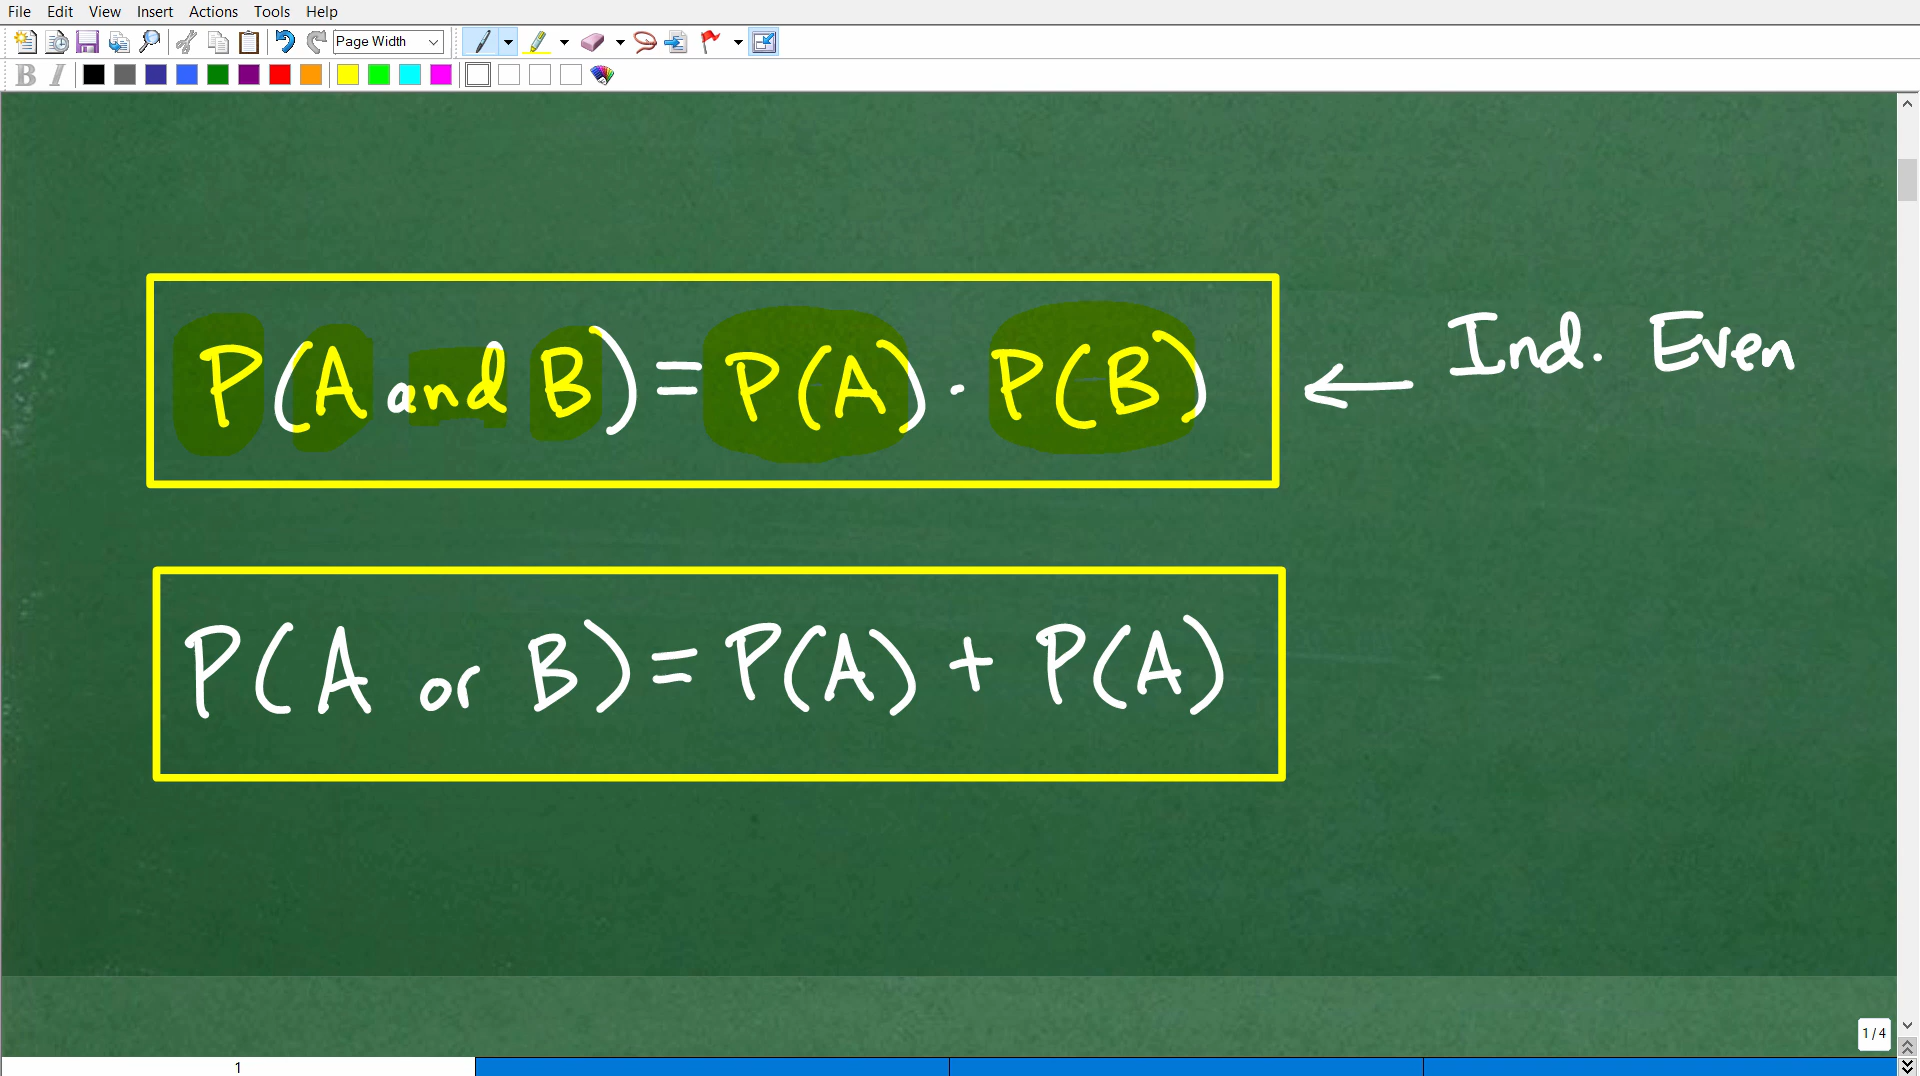 File Edit View Insert Actions Tools Help
Page Width
B I
P(A and B) = P(A) · P(B) ← Ind. Even
P(A or B) = P(A) + P(A)
1 / 4
1